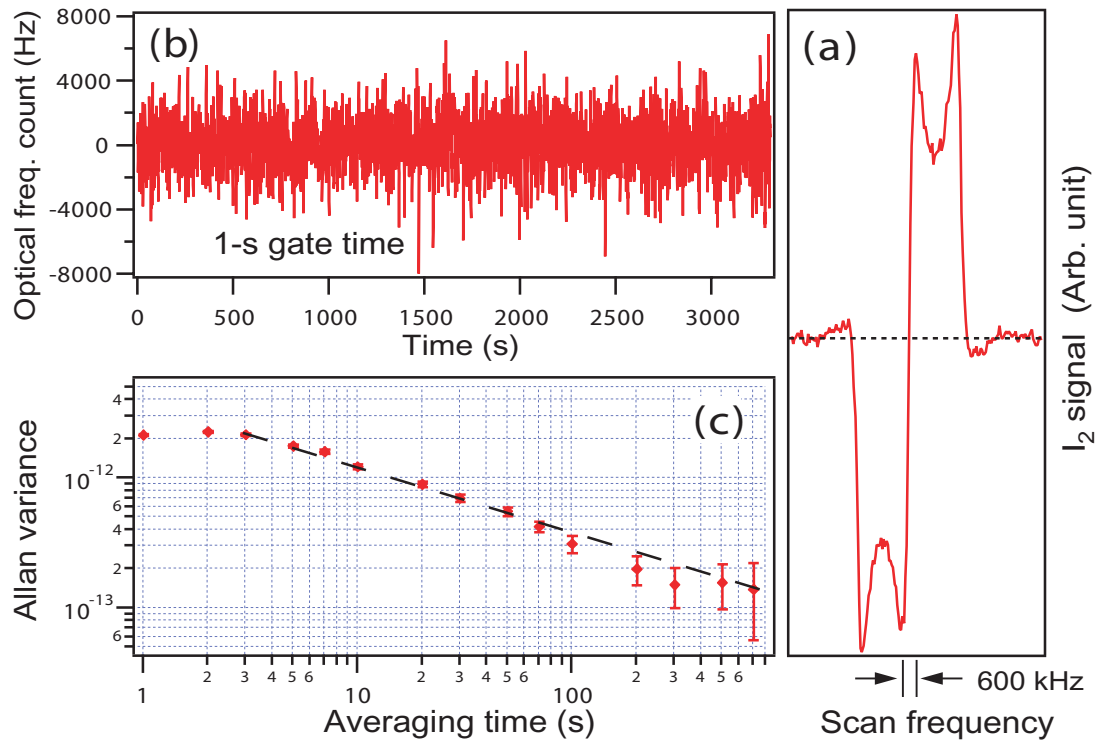 (b)
Optical freq. count (Hz)
8000
4000
0
-4000
-8000
1-s gate time
0 500 1000 1500 2000 2500 3000
Time (s)
(a)
I₂ signal (Arb. unit)
600 kHz
Scan frequency
(c)
Allan variance
4
2
10⁻¹²
6
4
2
10⁻¹³
6
1 2 3 4 5 6 10 2 3 4 5 6 100 2 3 4 5 6
Averaging time (s)